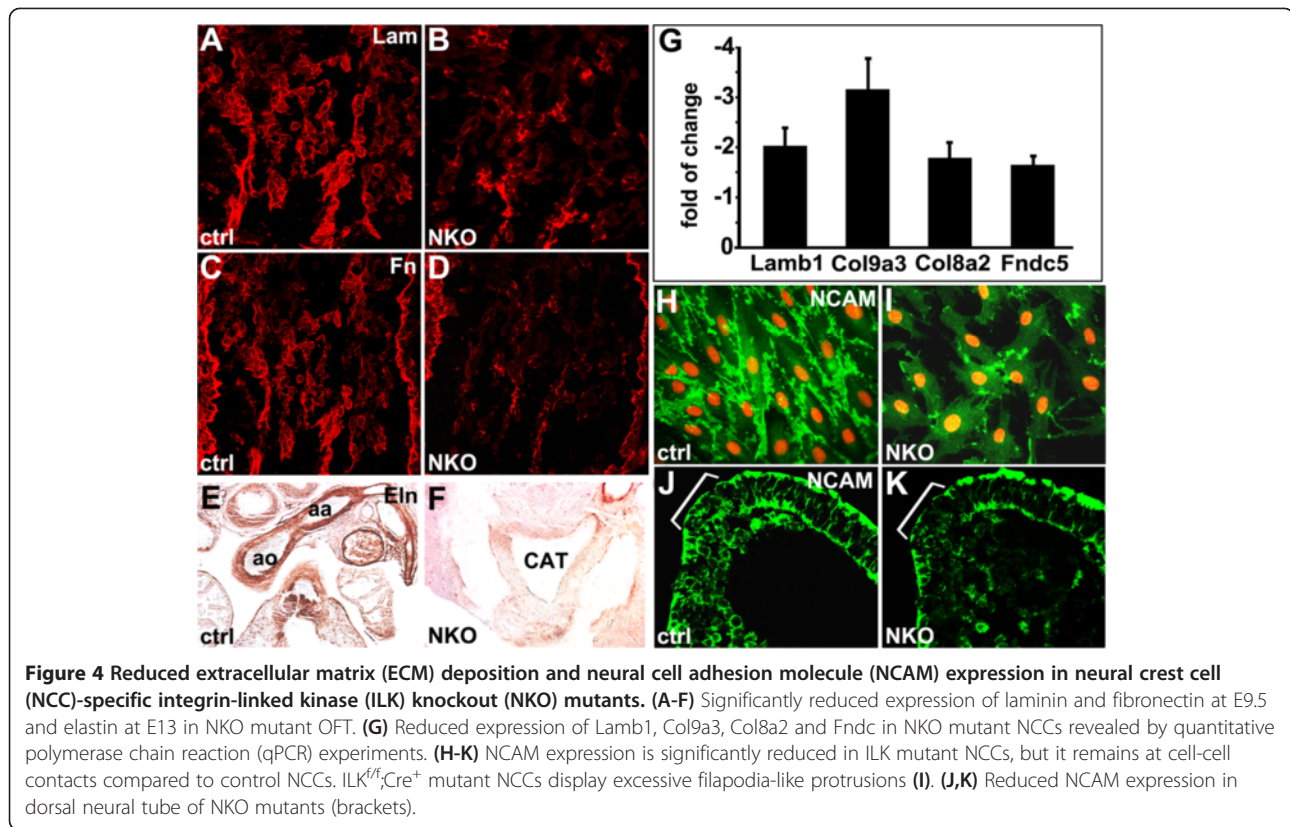 A Lam
ctrl
B
NKO
C Fn
ctrl
D
NKO
E Eln
aa
ao
ctrl
F
CAT
NKO
G
-4
-3
-2
-1
0
fold of change
Lamb1 Col9a3 Col8a2 Fndc5
H NCAM
ctrl
I
NKO
J NCAM
ctrl
K
NKO
Figure 4 Reduced extracellular matrix (ECM) deposition and neural cell adhesion molecule (NCAM) expression in neural crest cell
(NCC)-specific integrin-linked kinase (ILK) knockout (NKO) mutants. (A-F) Significantly reduced expression of laminin and fibronectin at E9.5
and elastin at E13 in NKO mutant OFT. (G) Reduced expression of Lamb1, Col9a3, Col8a2 and Fndc in NKO mutant NCCs revealed by quantitative
polymerase chain reaction (qPCR) experiments. (H-K) NCAM expression is significantly reduced in ILK mutant NCCs, but it remains at cell-cell
contacts compared to control NCCs. ILK^f/f;Cre⁺ mutant NCCs display excessive filapodia-like protrusions (I). (J,K) Reduced NCAM expression in
dorsal neural tube of NKO mutants (brackets).